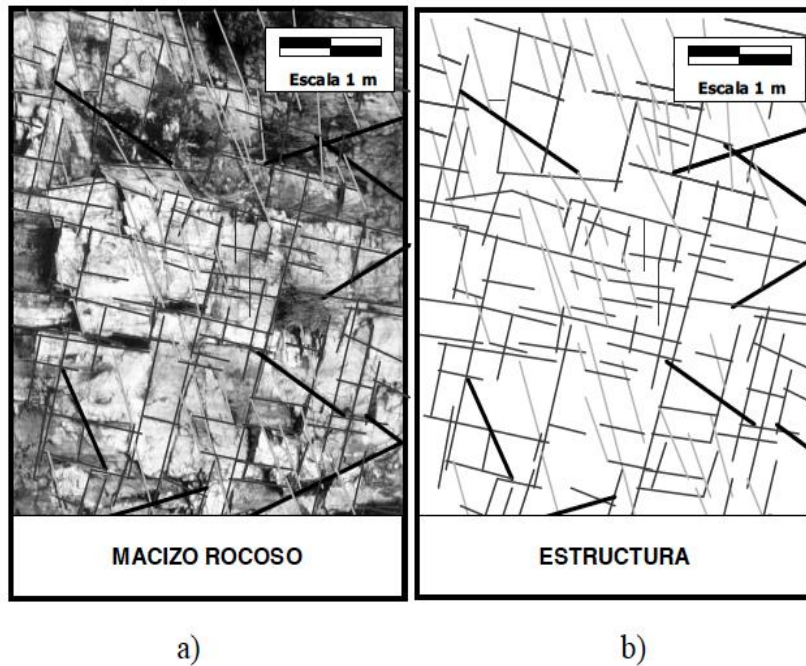 Escala 1 m
Escala 1 m
MACIZO ROCOSO
ESTRUCTURA
a)
b)